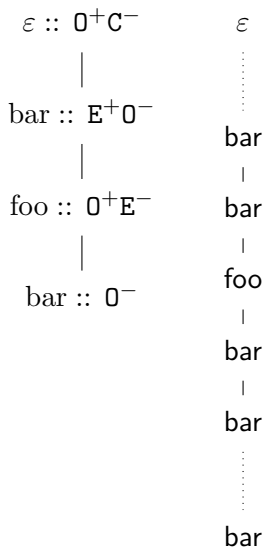 ε :: O⁺C⁻
bar :: E⁺O⁻
foo :: O⁺E⁻
bar :: O⁻
ε
bar
bar
foo
bar
bar
bar